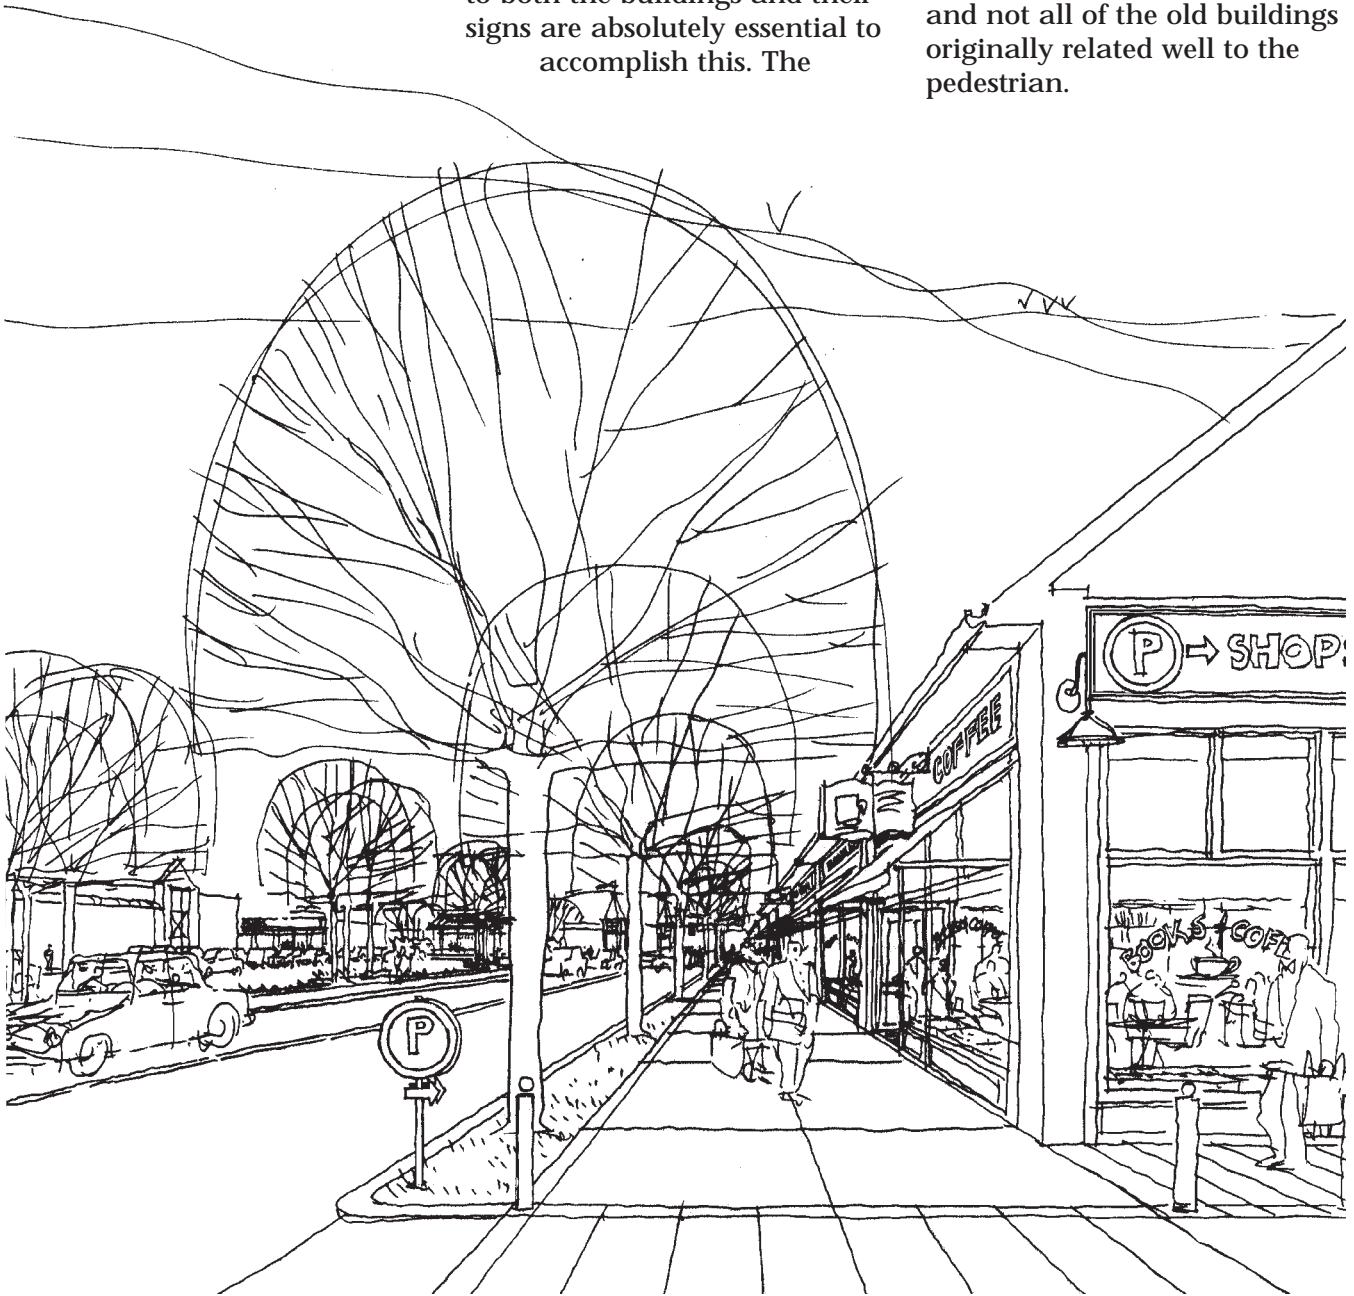 to both the buildings and their
signs are absolutely essential to
accomplish this. The
and not all of the old buildings
originally related well to the
pedestrian.
P → SHOPS
COFFEE
BOOKS
COFF
P